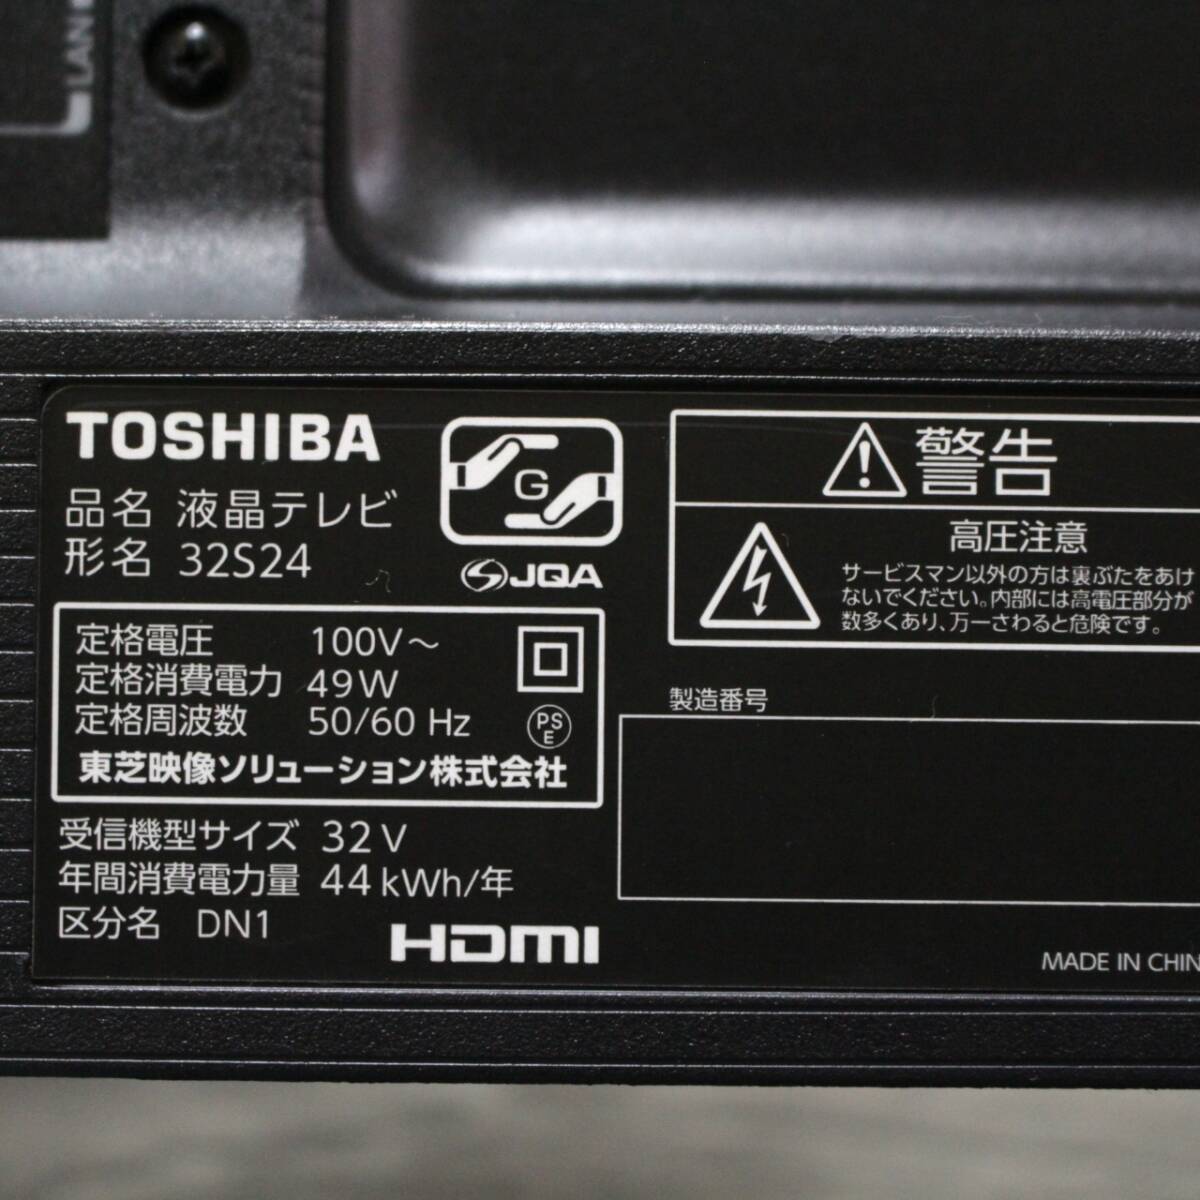 LAN
TOSHIBA
品名 液晶テレビ
形名 32S24
G
JQA
定格電圧 100V～
定格消費電力 49W
定格周波数 50/60 Hz
PS
E
東芝映像ソリューション株式会社
受信機型サイズ 32V
年間消費電力量 44kWh/年
区分名 DN1
HDMI
警告
高圧注意
サービスマン以外の方は裏ぶたをあけ
ないでください。内部には高電圧部分が
数多くあり、万一さわると危険です。
製造番号
MADE IN CHIN